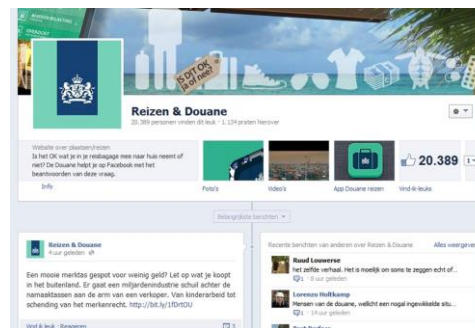 IS DIT OK
ja of nee?
Reizen & Douane
20.389 personen vinden dit leuk · 1.134 praten hierover
Website over plaatsen/reizen
Is het OK wat je in je reisbagage mee naar huis neemt of
niet? De Douane helpt je op Facebook met het
beantwoorden van deze vraag.
Info
Foto's
Video's
App Douane reizen
20.389
Vind-ik-leuks
Belangrijkste berichten
Reizen & Douane
4 uur geleden
Een mooie merktas gespot voor weinig geld? Let op wat je koopt
in het buitenland. Er gaat een miljardenindustrie schuil achter de
namaaktassen aan de arm van een verkoper. Van kinderarbeid tot
schending van het merkenrecht.
Vind ik leuk · Reageren
3
Recente berichten van anderen over Reizen & Douane
Alles weergeven
Ruud Louwerse
het zelfde verhaal. Het is moeilijk om soms te zeggen echt of...
1 · 8 uur geleden
Lorenzo Holtkamp
Mensen van de douane, wellicht een nogal ingewikkelde situ...
1 · 14 uur geleden